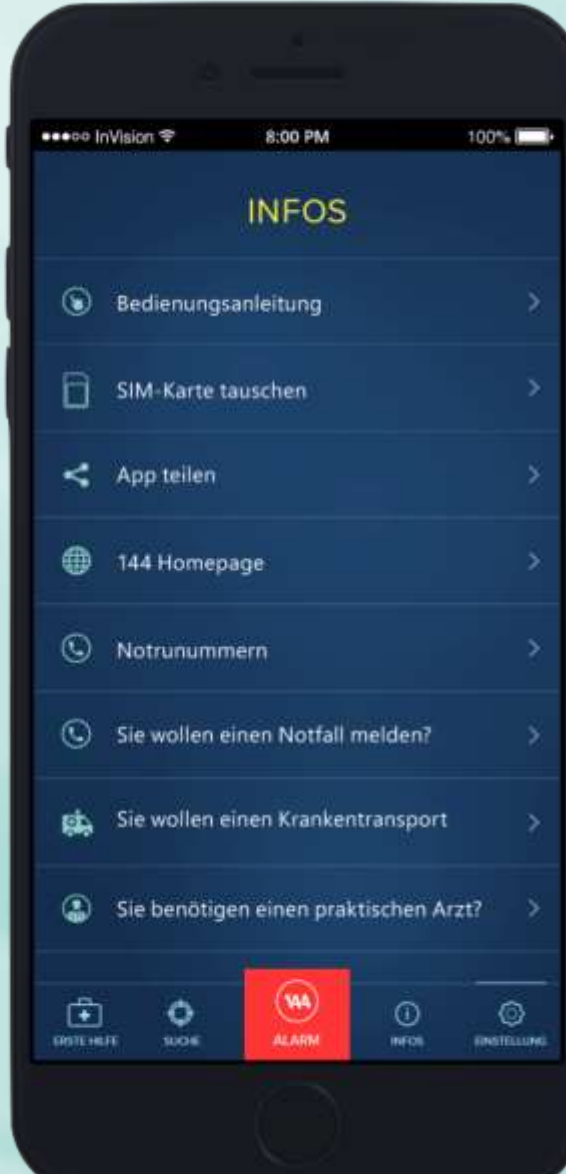 InVision 8:00 PM 100%
INFOS
Bedienungsanleitung
SIM-Karte tauschen
App teilen
144 Homepage
Notrunummern
Sie wollen einen Notfall melden?
Sie wollen einen Krankentransport
Sie benötigen einen praktischen Arzt?
144
ERSTE HILFE SUCHE ALARM INFOS EINSTELLUNG